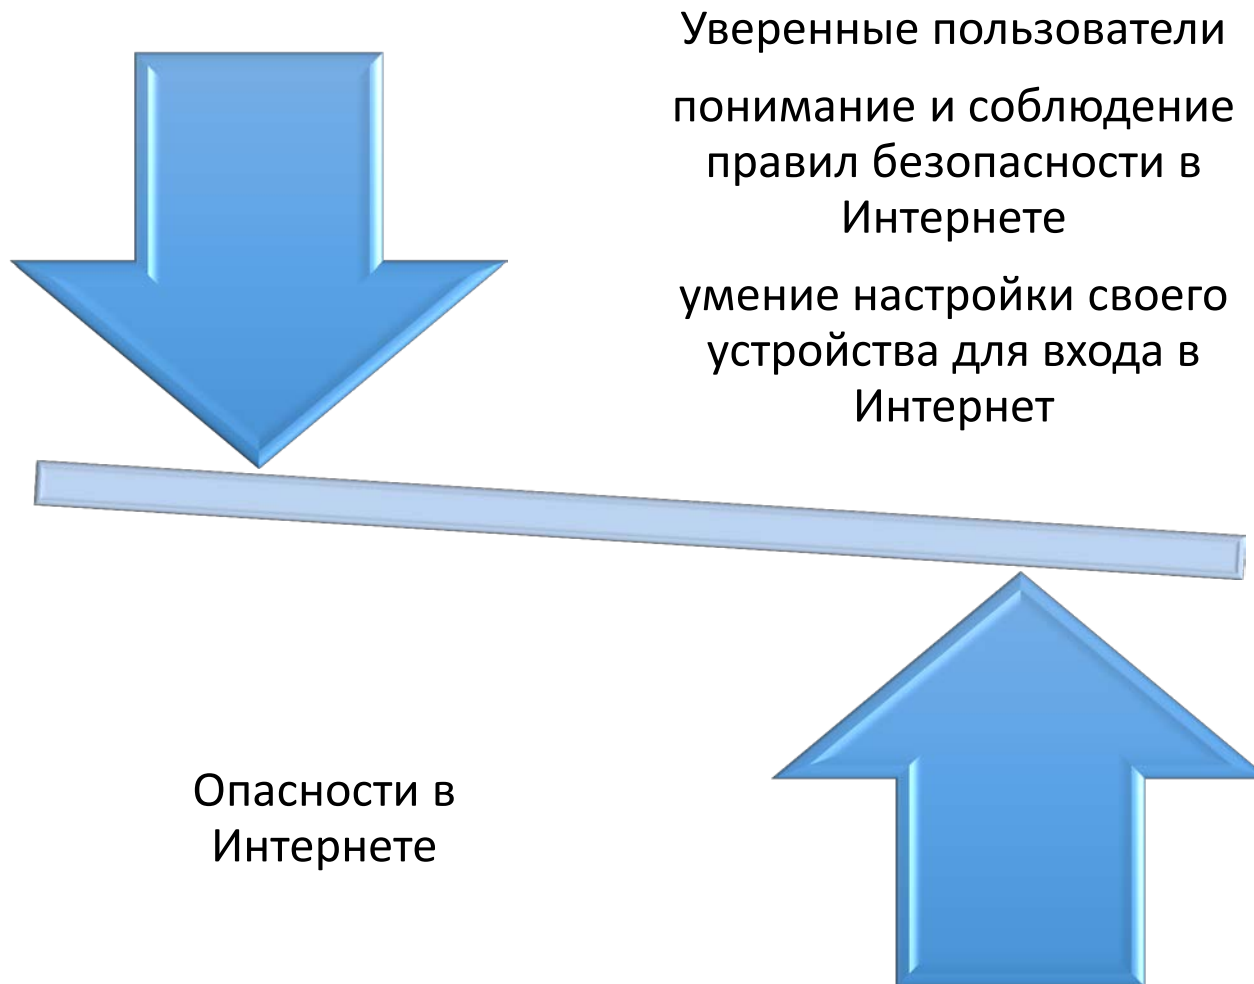 Уверенные пользователи
понимание и соблюдение
правил безопасности в
Интернете
умение настройки своего
устройства для входа в
Интернет
Опасности в
Интернете